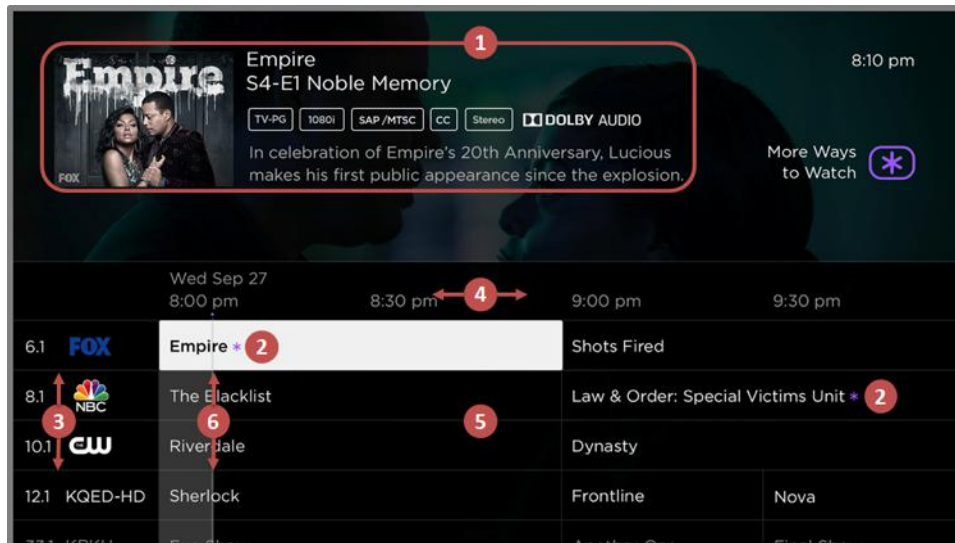 1
Empire
Empire
S4-E1 Noble Memory
8:10 pm
TV-PG 1080i SAP/MTSC CC Stereo DOLBY AUDIO
In celebration of Empire's 20th Anniversary, Lucious
makes his first public appearance since the explosion.
FOX
More Ways
to Watch *
Wed Sep 27
8:00 pm 8:30 pm 4 9:00 pm 9:30 pm
6.1 FOX Empire * 2 Shots Fired
8.1 NBC The Blacklist Law & Order: Special Victims Unit * 2
3 6 5
10.1 THE CW Riverdale Dynasty
12.1 KQED-HD Sherlock Frontline Nova